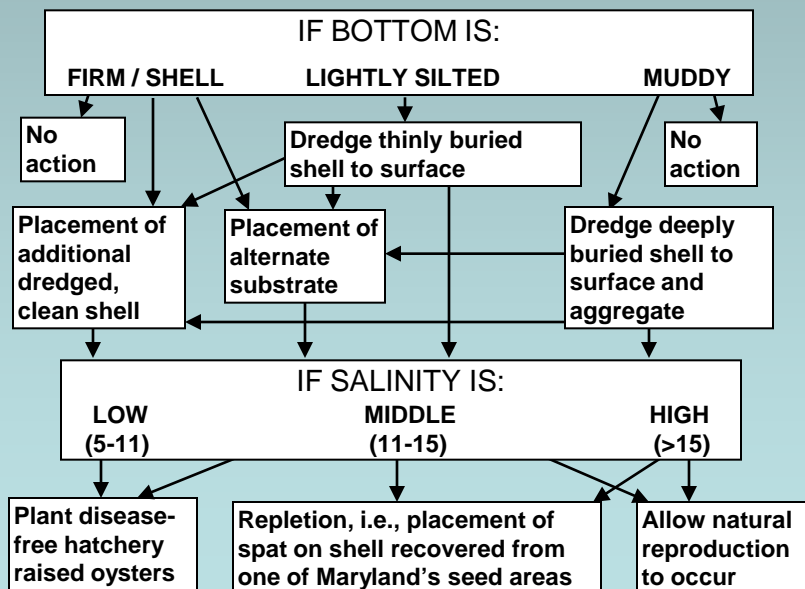 IF BOTTOM IS:
FIRM / SHELL
LIGHTLY SILTED
MUDDY
No
action
Dredge thinly buried
shell to surface
No
action
Placement of
additional
dredged,
clean shell
Placement of
alternate
substrate
Dredge deeply
buried shell to
surface and
aggregate
IF SALINITY IS:
LOW
(5-11)
MIDDLE
(11-15)
HIGH
(>15)
Plant disease-
free hatchery
raised oysters
Repletion, i.e., placement of
spat on shell recovered from
one of Maryland's seed areas
Allow natural
reproduction
to occur